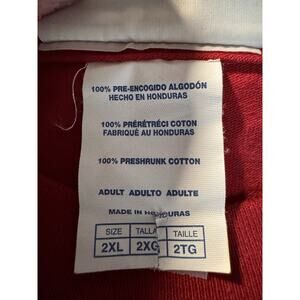 100% PRE-ENCOGIDO ALGODÓN
HECHO EN HONDURAS
100% PRÉRÉTRÉCI COTON
FABRIQUÉ AU HONDURAS
100% PRESHRUNK COTTON
ADULT ADULTO ADULTE
MADE IN HONDURAS
SIZE TALLA TAILLE
2XL 2XG 2TG